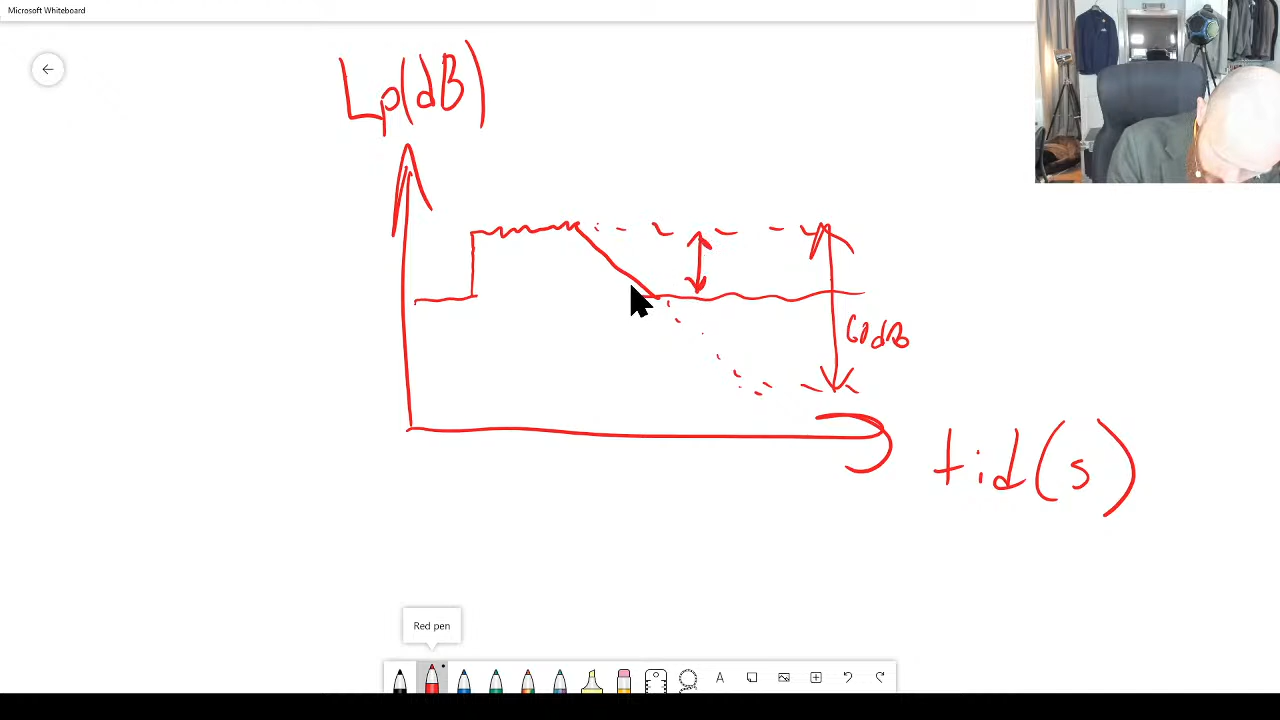 Microsoft Whiteboard
Lp(dB)
60dB
tid(s)
Red pen
A